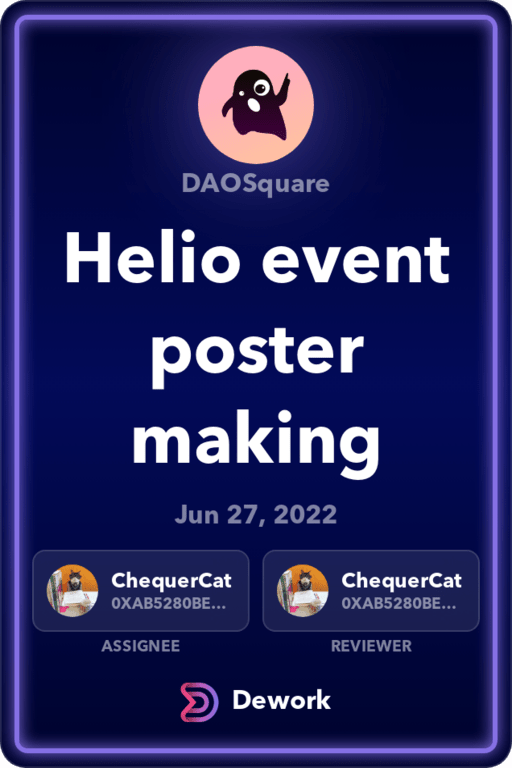 DAOSquare
Helio event
poster
making
Jun 27, 2022
ChequerCat
0XAB5280BE...
ASSIGNEE
ChequerCat
0XAB5280BE...
REVIEWER
Dework